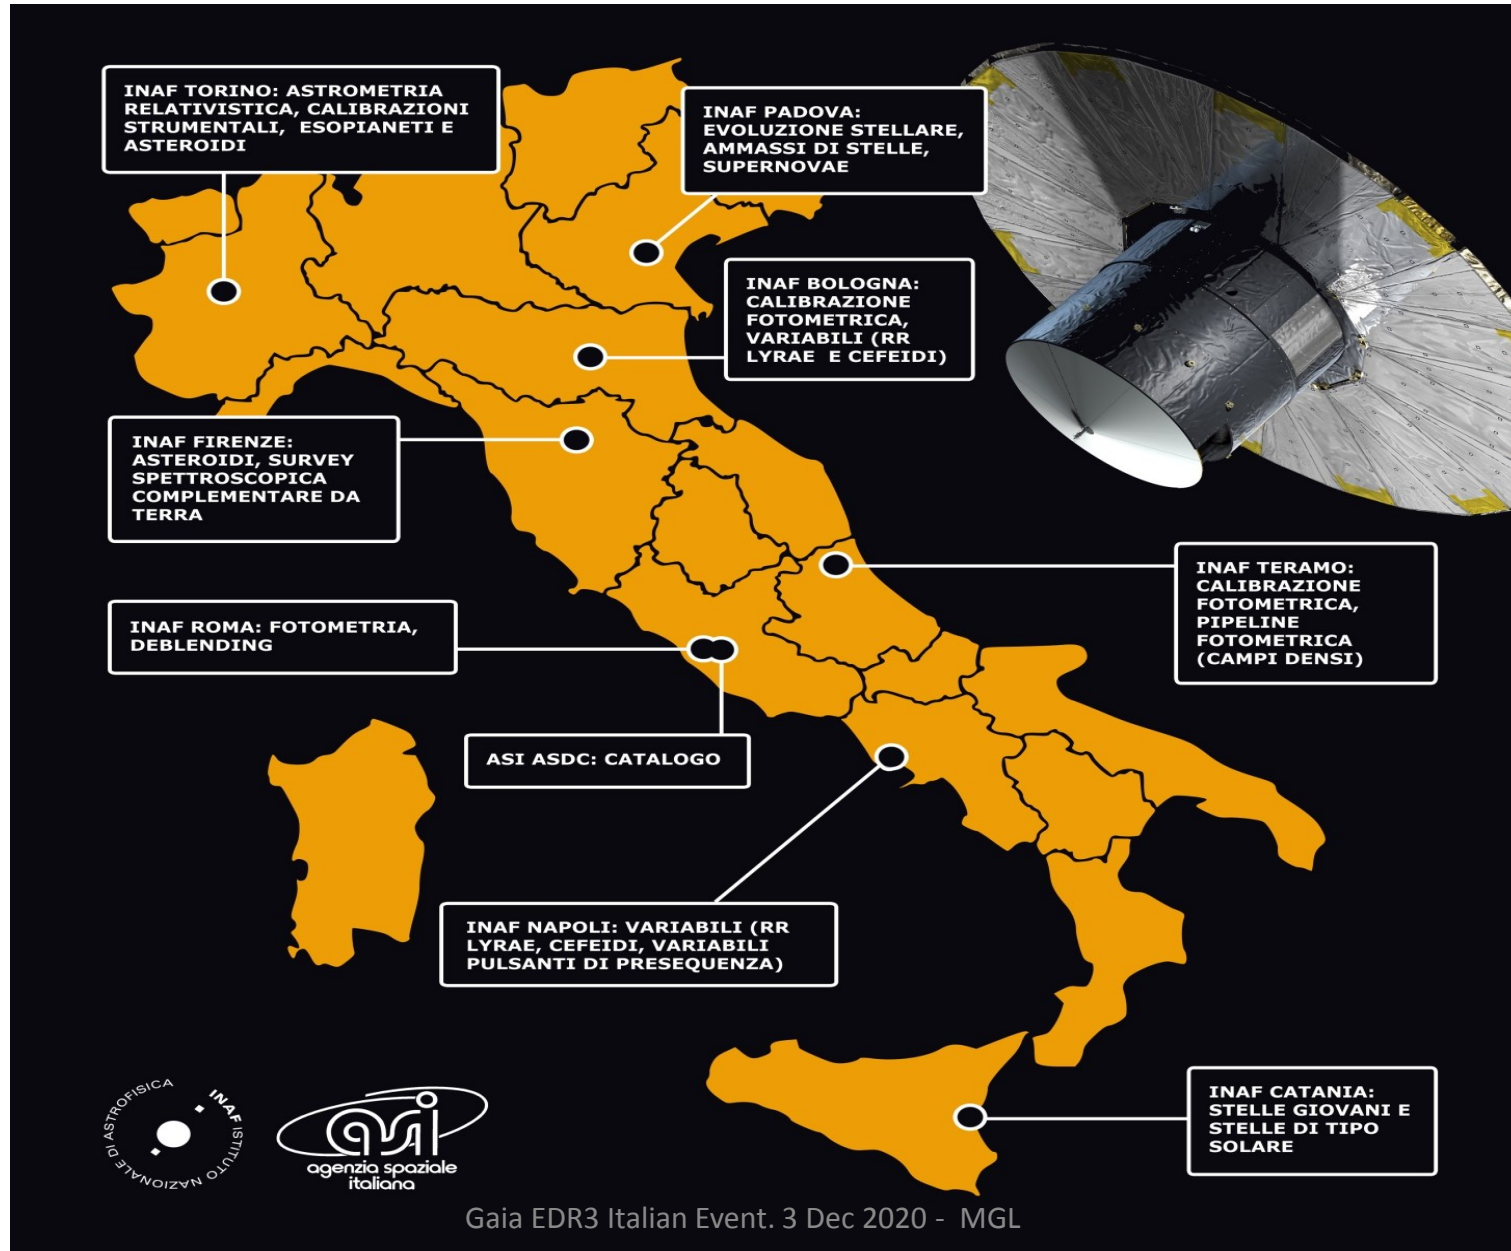 INAF TORINO: ASTROMETRIA
RELATIVISTICA, CALIBRAZIONI
STRUMENTALI, ESOPIANETI E
ASTEROIDI
INAF PADOVA:
EVOLUZIONE STELLARE,
AMMASSI DI STELLE,
SUPERNOVAE
INAF BOLOGNA:
CALIBRAZIONE
FOTOMETRICA,
VARIABILI (RR
LYRAE E CEFEIDI)
INAF FIRENZE:
ASTEROIDI, SURVEY
SPETTROSCOPICA
COMPLEMENTARE DA
TERRA
INAF TERAMO:
CALIBRAZIONE
FOTOMETRICA,
PIPELINE
FOTOMETRICA
(CAMPI DENSI)
INAF ROMA: FOTOMETRIA,
DEBLENDING
ASI ASDC: CATALOGO
INAF NAPOLI: VARIABILI (RR
LYRAE, CEFEIDI, VARIABILI
PULSANTI DI PRESEQUENZA)
INAF CATANIA:
STELLE GIOVANI E
STELLE DI TIPO
SOLARE
INAF ISTITUTO NAZIONALE DI ASTROFISICA
asi
agenzia spaziale
italiana
Gaia EDR3 Italian Event. 3 Dec 2020 - MGL